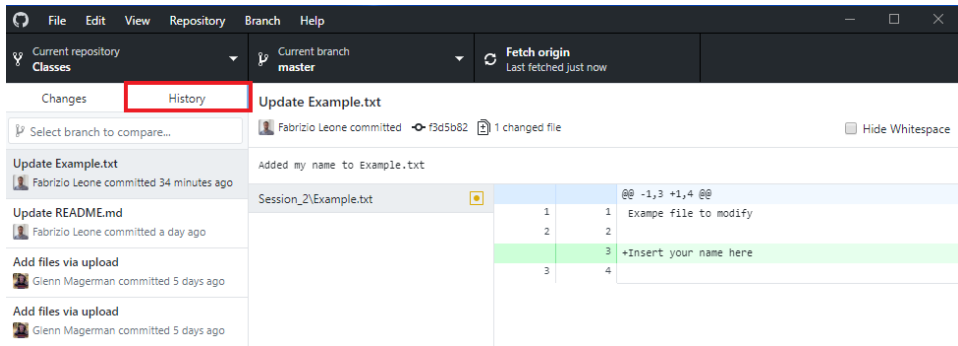 File Edit View Repository Branch Help
Current repository
Classes
Current branch
master
Fetch origin
Last fetched just now
Changes History
Select branch to compare...
Update Example.txt
Fabrizio Leone committed 34 minutes ago
Update README.md
Fabrizio Leone committed a day ago
Add files via upload
Glenn Magerman committed 5 days ago
Add files via upload
Glenn Magerman committed 5 days ago
Update Example.txt
Fabrizio Leone committed f3d5b82 1 changed file
Hide Whitespace
Added my name to Example.txt
Session_2\Example.txt
@@ -1,3 +1,4 @@
1 1 Exampe file to modify
2 2
3 +Insert your name here
3 4